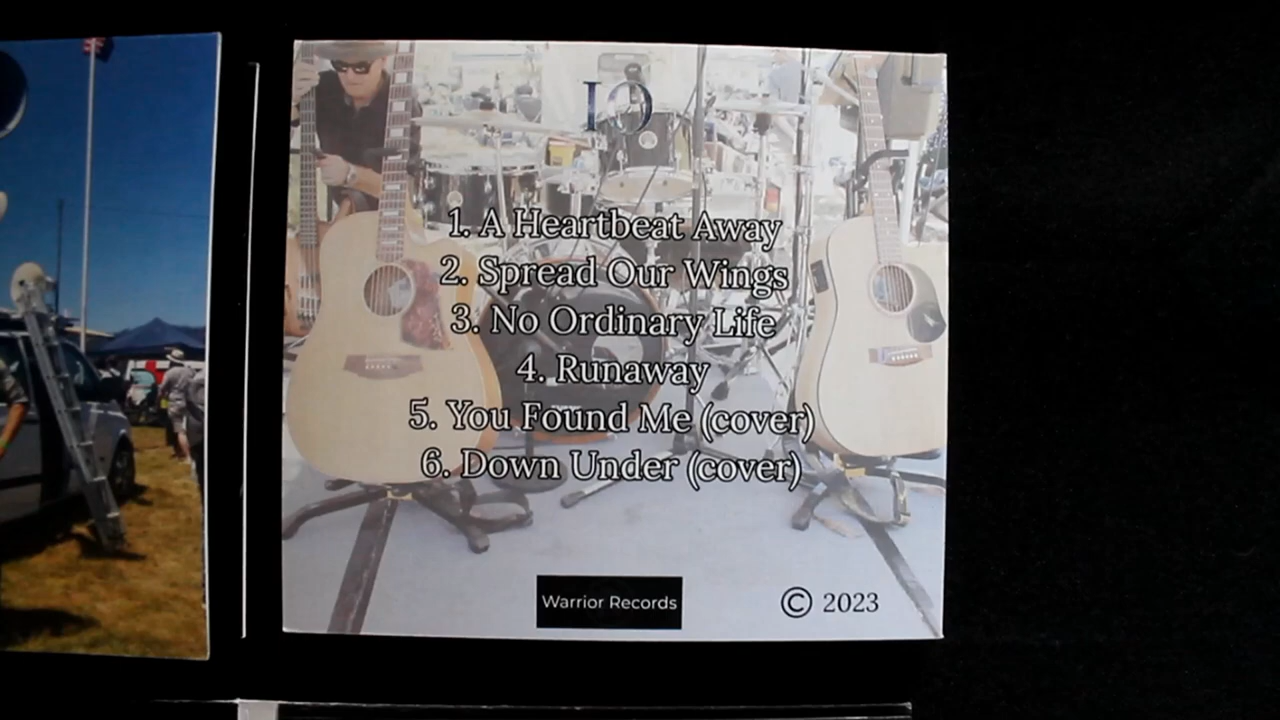 IO
1. A Heartbeat Away
2. Spread Our Wings
3. No Ordinary Life
4. Runaway
5. You Found Me (cover)
6. Down Under (cover)
Warrior Records
© 2023